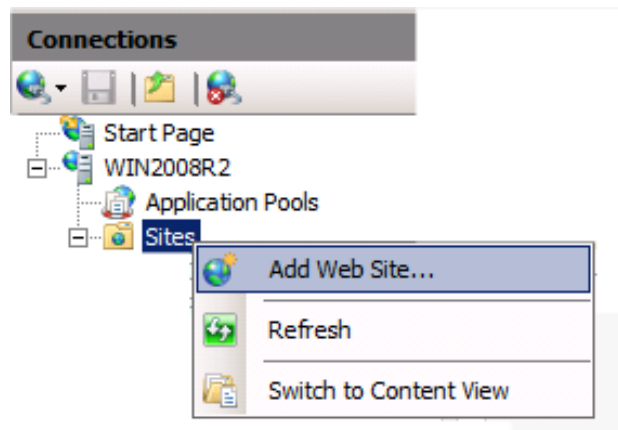 Connections
Start Page
WIN2008R2
Application Pools
Sites
Add Web Site...
Refresh
Switch to Content View